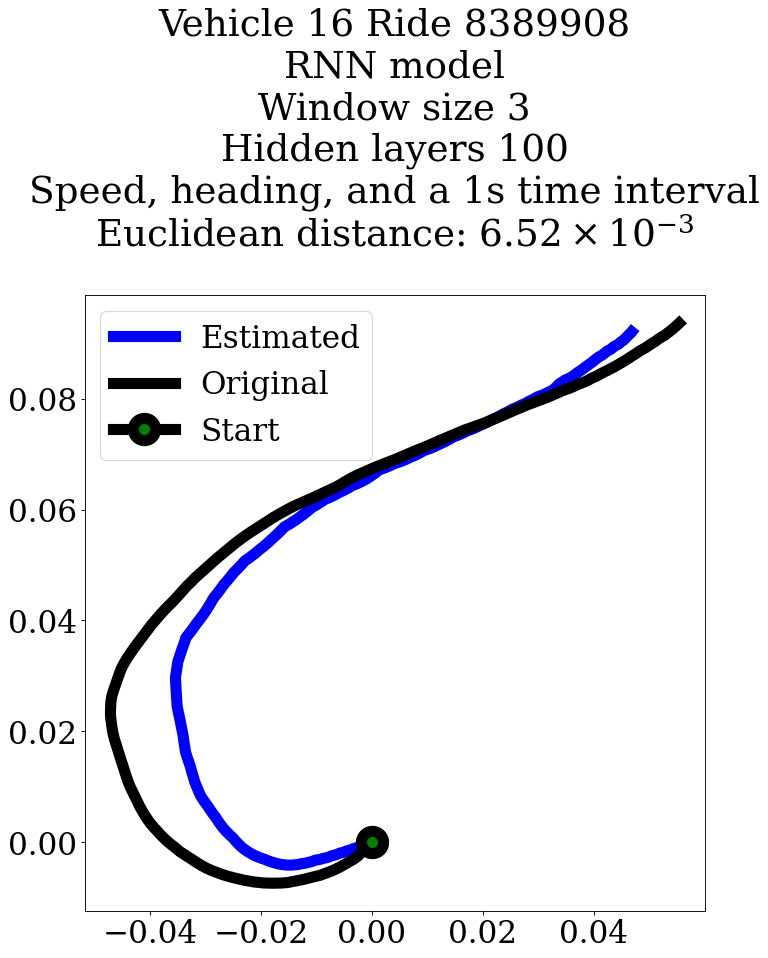 Vehicle 16 Ride 8389908
RNN model
Window size 3
Hidden layers 100
Speed, heading, and a 1s time interval
Euclidean distance: 6.52 × 10⁻³
Estimated
Original
Start
0.08
0.06
0.04
0.02
0.00
−0.04 −0.02 0.00 0.02 0.04